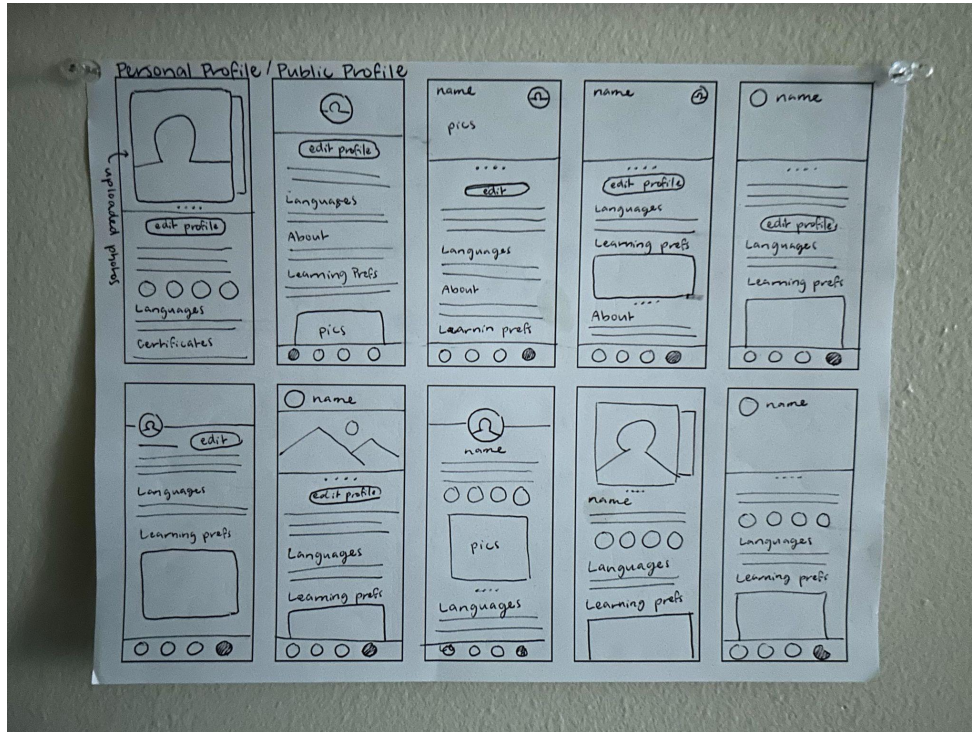 Personal Profile / Public Profile
uploaded photos
edit profile
Languages
Certificates
edit profile
Languages
About
Learning Prefs
pics
name
pics
edit
Languages
About
Learnin prefs
name
edit profile
Languages
Learning prefs
About
name
edit profile
Languages
Learning prefs
edit
Languages
Learning prefs
name
edit profile
Languages
Learning prefs
name
pics
Languages
name
Languages
Learning prefs
name
Languages
Learning prefs